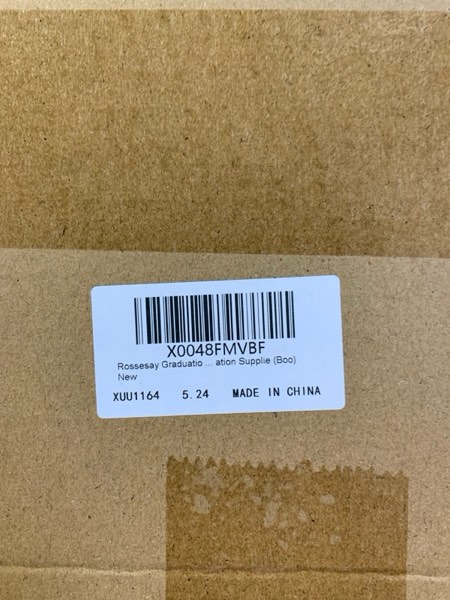 X0048FMVBF
Rossesay Graduatio ... ation Supplie (Boo)
New
XUU1164 5.24 MADE IN CHINA